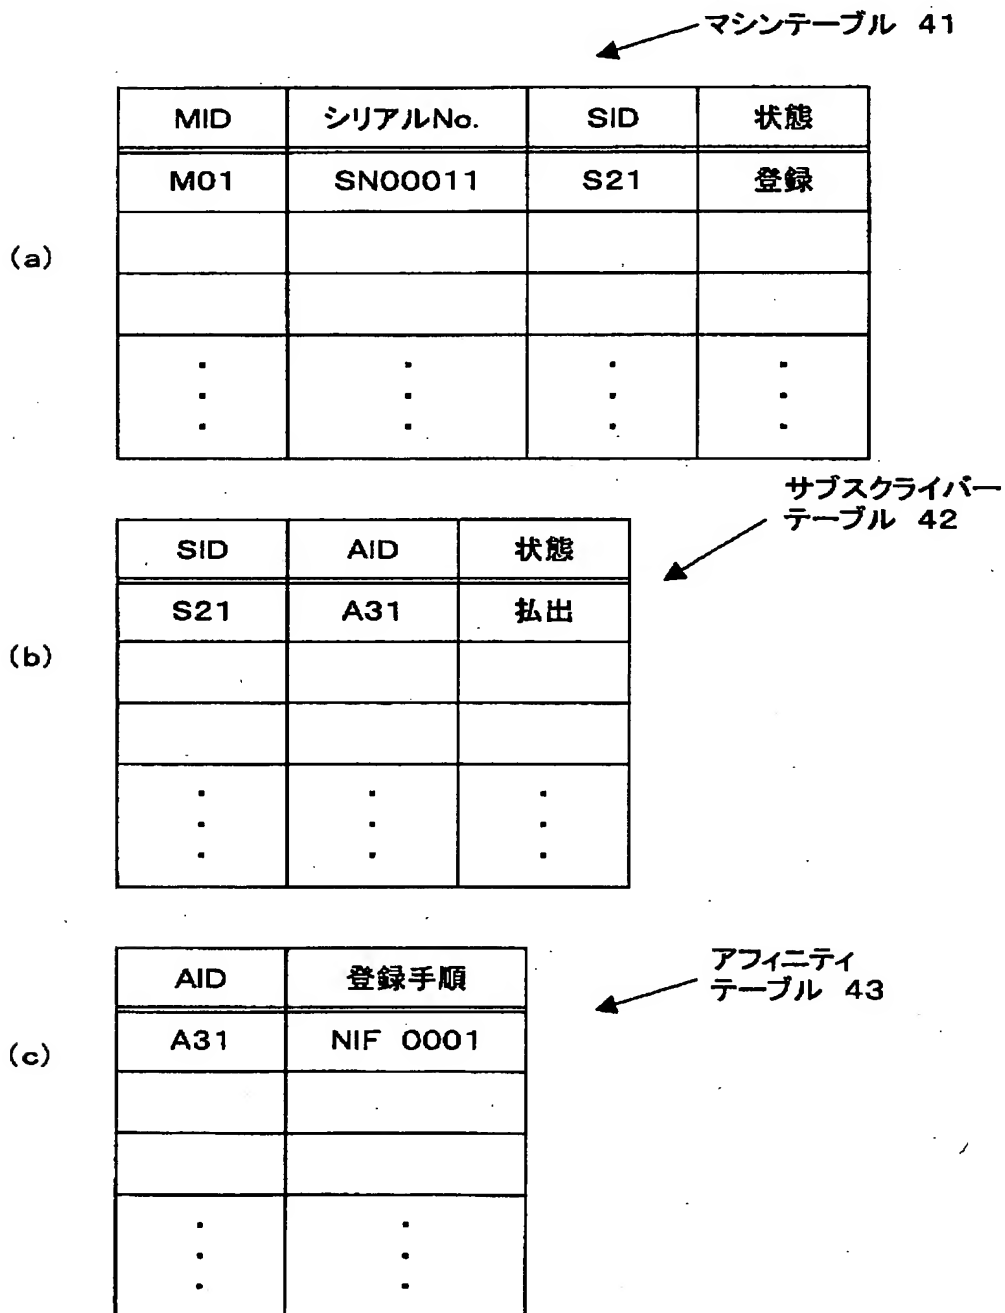 マシンテーブル 41
MID シリアルNo. SID 状態
M01 SN00011 S21 登録
(a)
サブスクライバー
テーブル 42
SID AID 状態
S21 A31 払出
(b)
アフィニティ
テーブル 43
AID 登録手順
A31 NIF 0001
(c)